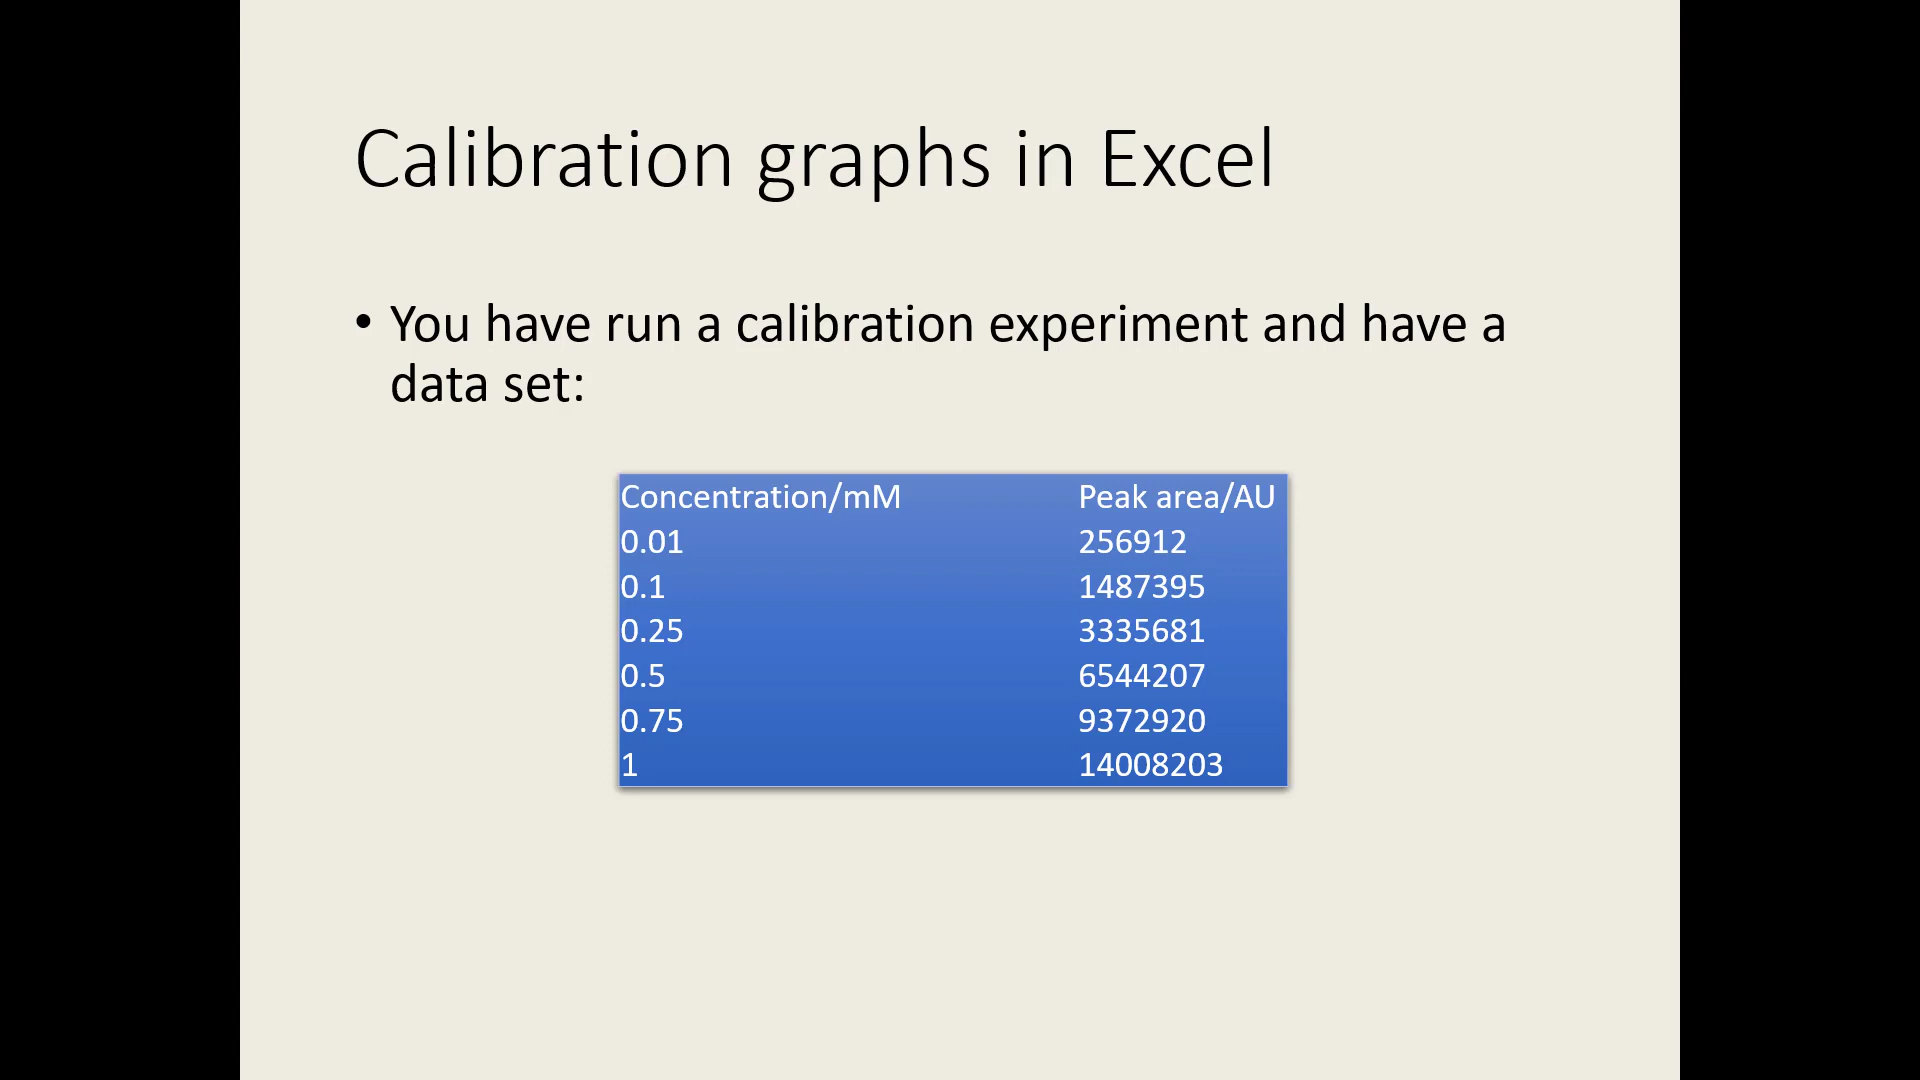 Calibration graphs in Excel
• You have run a calibration experiment and have a
data set:
Concentration/mM Peak area/AU
0.01 256912
0.1 1487395
0.25 3335681
0.5 6544207
0.75 9372920
1 14008203